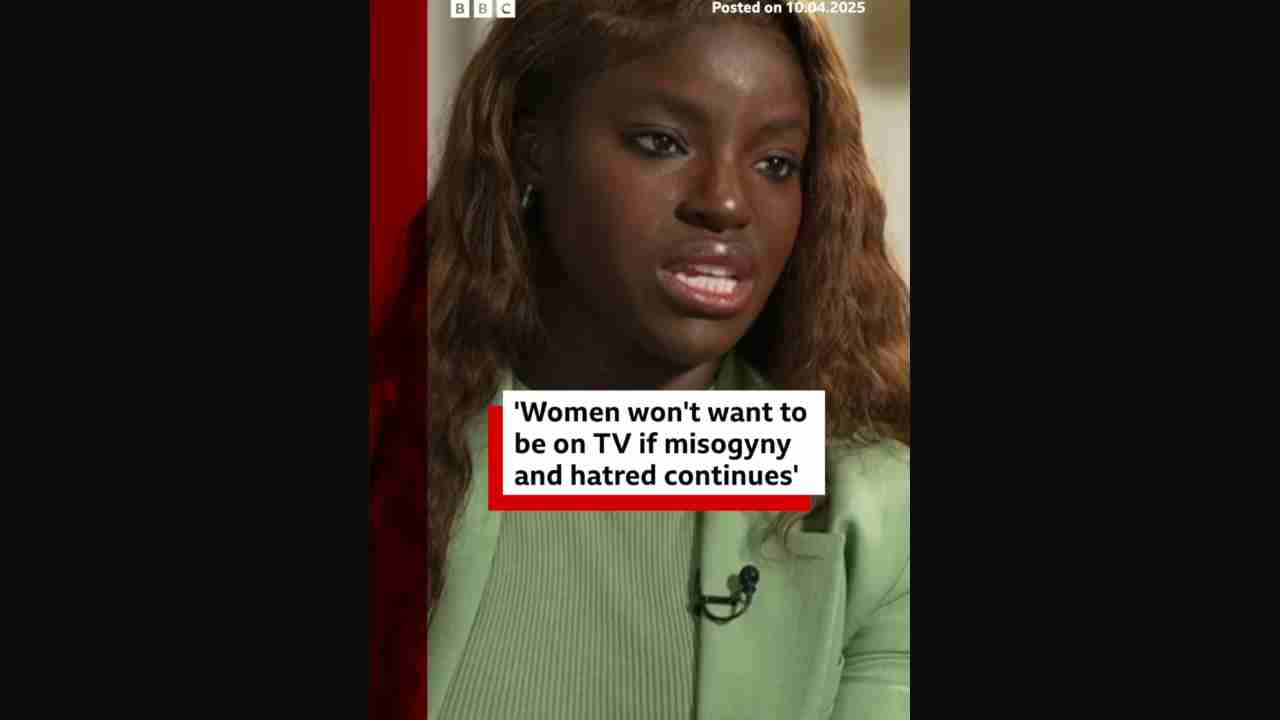 BBC
Posted on 10.04.2025
'Women won't want to
be on TV if misogyny
and hatred continues'